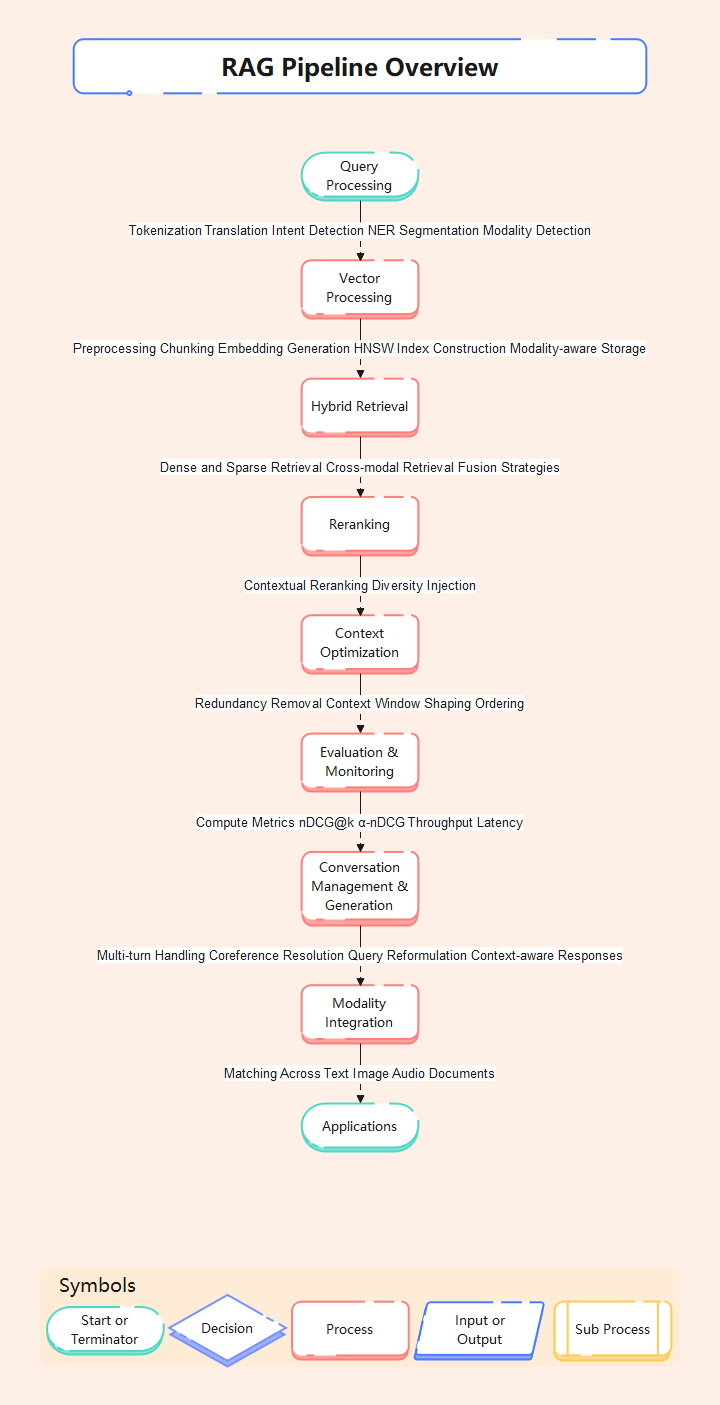 RAG Pipeline Overview
Query
Processing
Tokenization Translation Intent Detection NER Segmentation Modality Detection
Vector
Processing
Preprocessing Chunking Embedding Generation HNSW Index Construction Modality-aware Storage
Hybrid Retrieval
Dense and Sparse Retrieval Cross-modal Retrieval Fusion Strategies
Reranking
Contextual Reranking Diversity Injection
Context
Optimization
Redundancy Removal Context Window Shaping Ordering
Evaluation &
Monitoring
Compute Metrics nDCG@k α-nDCG Throughput Latency
Conversation
Management &
Generation
Multi-turn Handling Coreference Resolution Query Reformulation Context-aware Responses
Modality
Integration
Matching Across Text Image Audio Documents
Applications
Symbols
Start or
Terminator
Decision
Process
Input or
Output
Sub Process